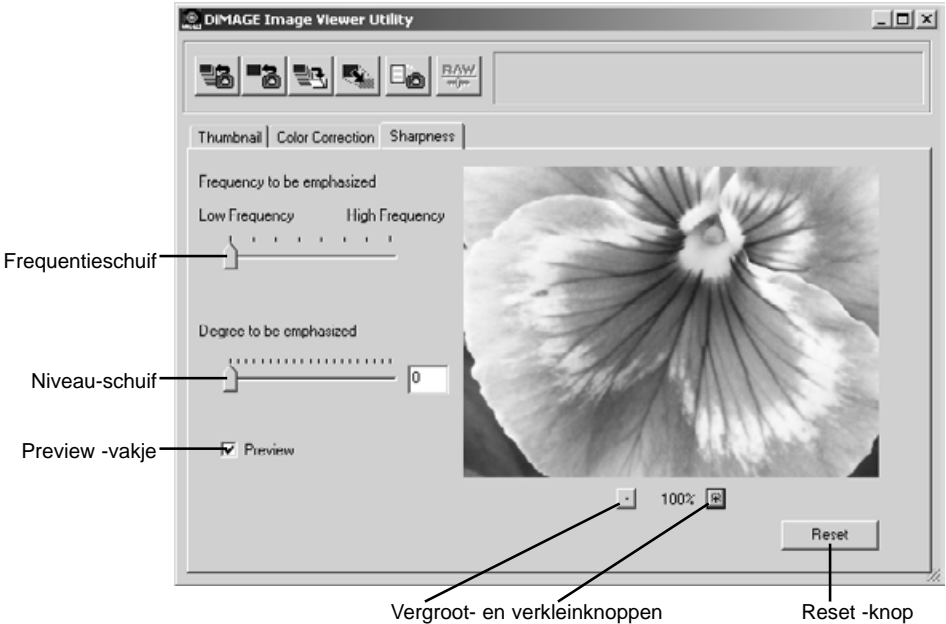 DiMAGE Image Viewer Utility
RAW
Thumbnail Color Correction Sharpness
Frequency to be emphasized
Low Frequency High Frequency
Frequentieschuif
Degree to be emphasized
Niveau-schuif
0
Preview -vakje
Preview
- 100% +
Reset
Vergroot- en verkleinknoppen
Reset -knop